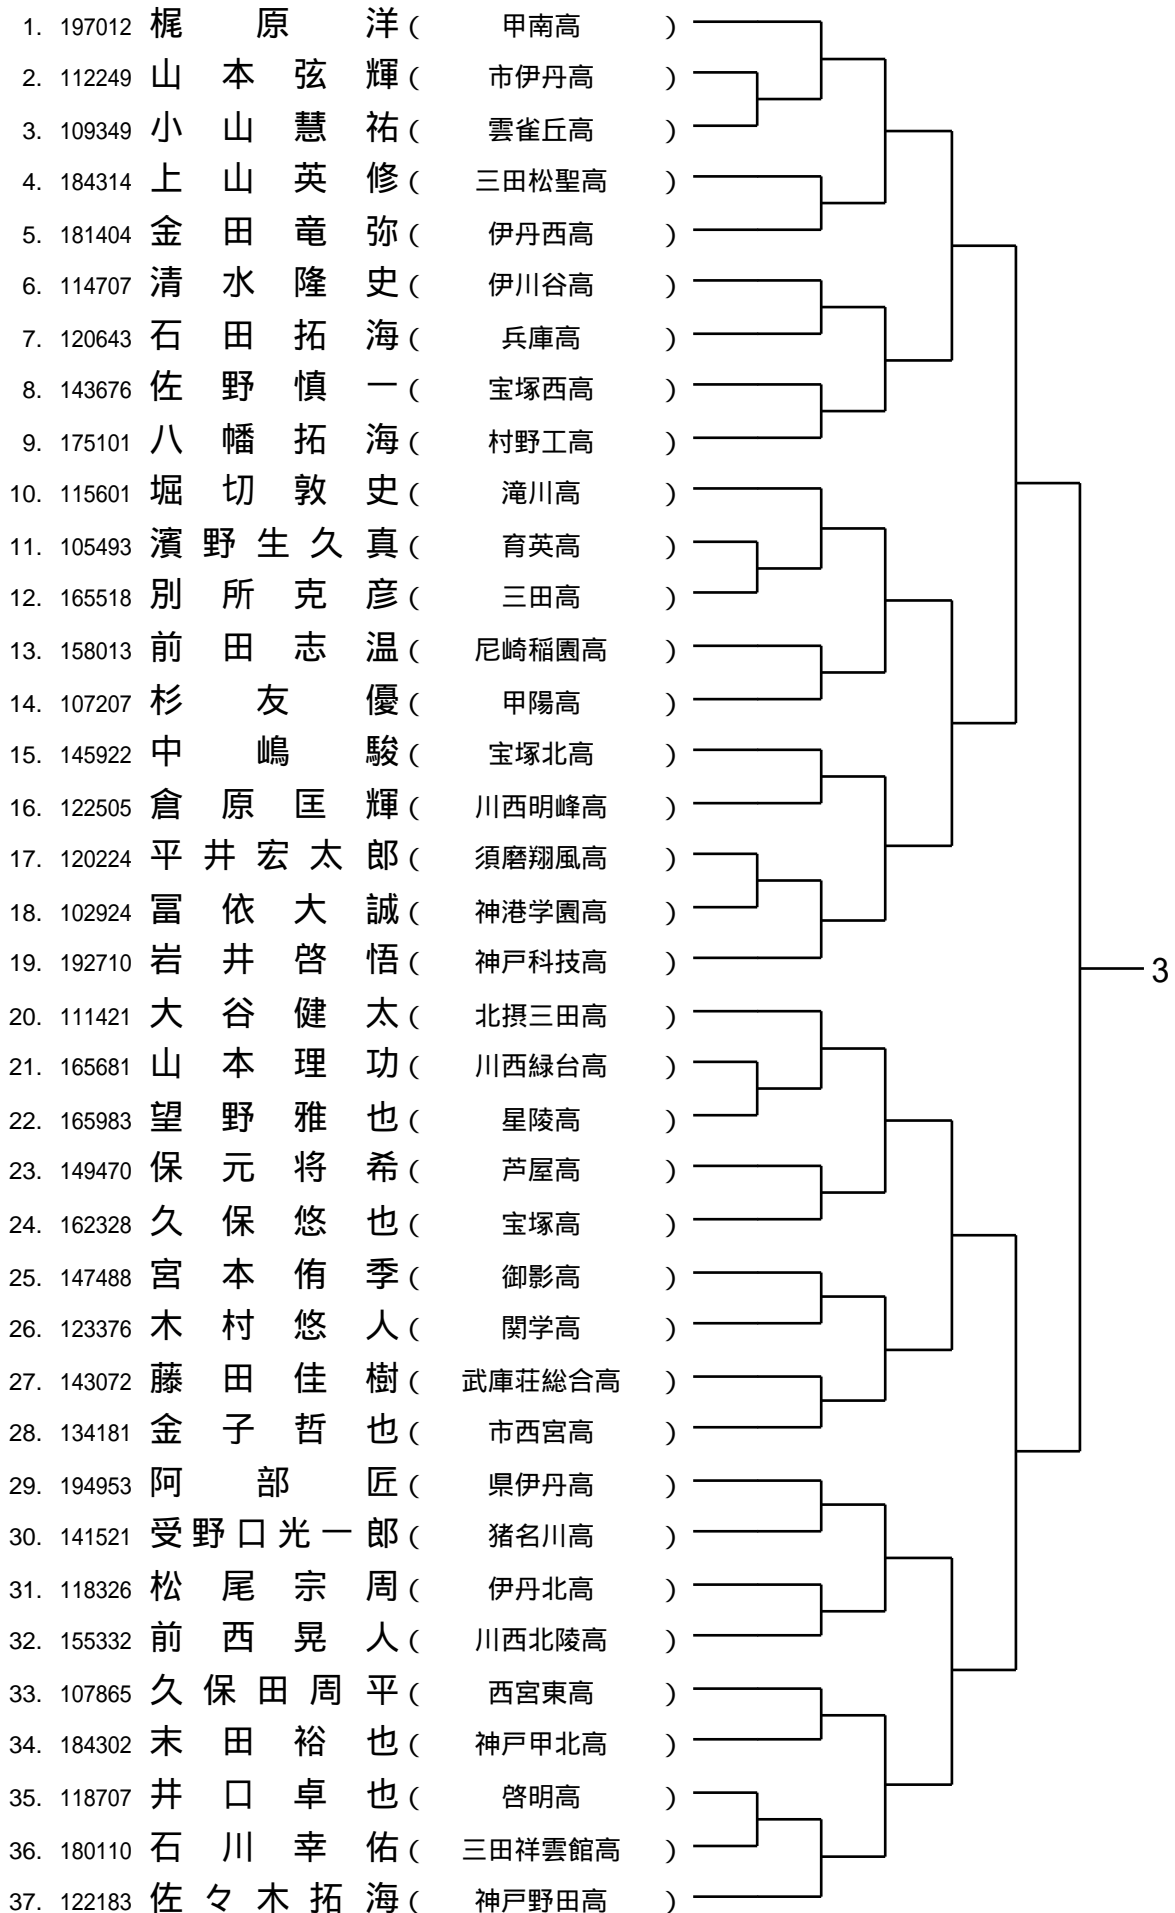 1. 197012 梶原洋(甲南高)
2. 112249 山本弦輝(市伊丹高)
3. 109349 小山慧祐(雲雀丘高)
4. 184314 上山英修(三田松聖高)
5. 181404 金田竜弥(伊丹西高)
6. 114707 清水隆史(伊川谷高)
7. 120643 石田拓海(兵庫高)
8. 143676 佐野慎一(宝塚西高)
9. 175101 八幡拓海(村野工高)
10. 115601 堀切敦史(滝川高)
11. 105493 濱野生久真(育英高)
12. 165518 別所克彦(三田高)
13. 158013 前田志温(尼崎稲園高)
14. 107207 杉友優(甲陽高)
15. 145922 中嶋駿(宝塚北高)
16. 122505 倉原匡輝(川西明峰高)
17. 120224 平井宏太郎(須磨翔風高)
18. 102924 冨依大誠(神港学園高)
19. 192710 岩井啓悟(神戸科技高)
3
20. 111421 大谷健太(北摂三田高)
21. 165681 山本理功(川西緑台高)
22. 165983 望野雅也(星陵高)
23. 149470 保元将希(芦屋高)
24. 162328 久保悠也(宝塚高)
25. 147488 宮本侑季(御影高)
26. 123376 木村悠人(関学高)
27. 143072 藤田佳樹(武庫荘総合高)
28. 134181 金子哲也(市西宮高)
29. 194953 阿部匠(県伊丹高)
30. 141521 受野口光一郎(猪名川高)
31. 118326 松尾宗周(伊丹北高)
32. 155332 前西晃人(川西北陵高)
33. 107865 久保田周平(西宮東高)
34. 184302 末田裕也(神戸甲北高)
35. 118707 井口卓也(啓明高)
36. 180110 石川幸佑(三田祥雲館高)
37. 122183 佐々木拓海(神戸野田高)